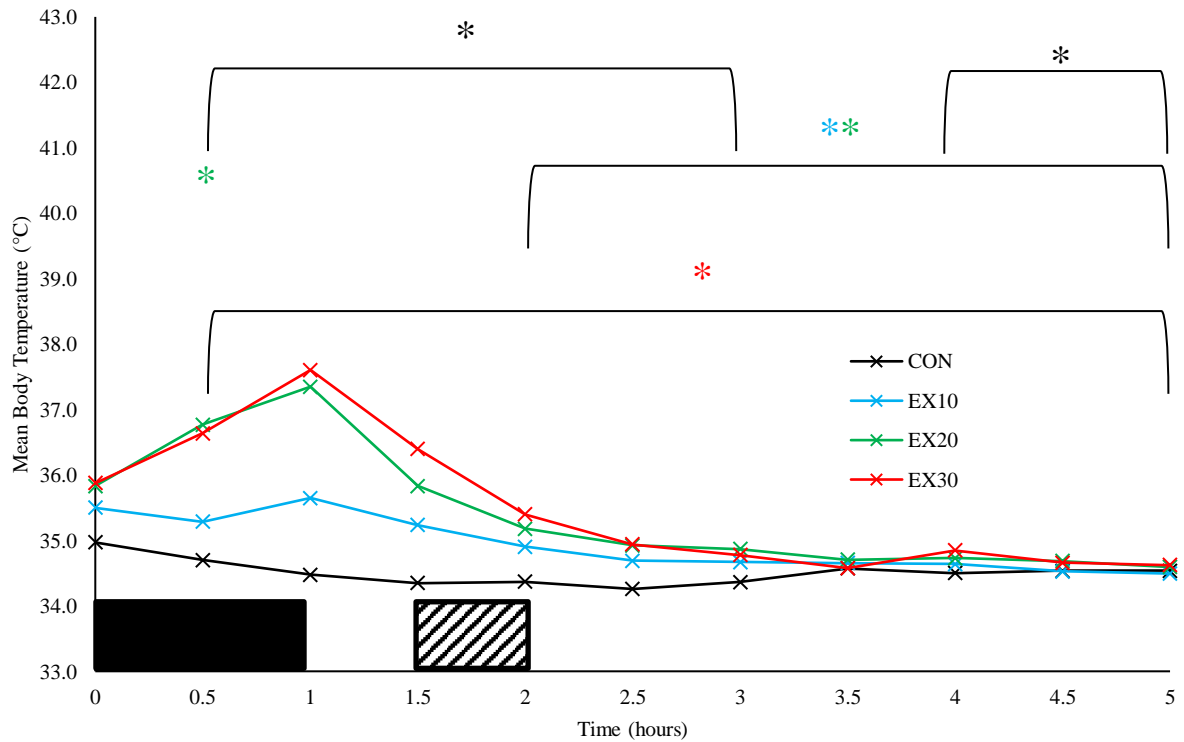 43.0
42.0
41.0
40.0
39.0
38.0
37.0
36.0
35.0
34.0
33.0
Mean Body Temperature (°C)
*
*
**
*
*
CON
EX10
EX20
EX30
0 0.5 1 1.5 2 2.5 3 3.5 4 4.5 5
Time (hours)